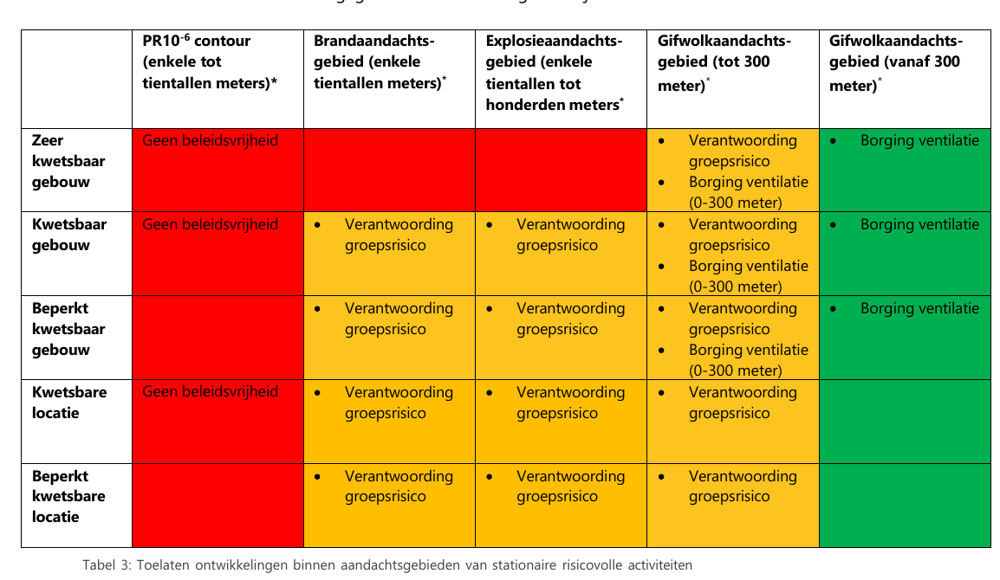 PR10-6 contour
(enkele tot
tientallen meters)*
Brandaandachts-
gebied (enkele
tientallen meters)*
Explosieaandachts-
gebied (enkele
tientallen tot
honderden meters*
Gifwolkaandachts-
gebied (tot 300
meter)*
Gifwolkaandachts-
gebied (vanaf 300
meter)*
Zeer
kwetsbaar
gebouw
Geen beleidsvrijheid
• Verantwoording
groepsrisico
• Borging ventilatie
(0-300 meter)
• Borging ventilatie
Kwetsbaar
gebouw
Geen beleidsvrijheid
• Verantwoording
groepsrisico
• Verantwoording
groepsrisico
• Verantwoording
groepsrisico
• Borging ventilatie
(0-300 meter)
• Borging ventilatie
Beperkt
kwetsbaar
gebouw
• Verantwoording
groepsrisico
• Verantwoording
groepsrisico
• Verantwoording
groepsrisico
• Borging ventilatie
(0-300 meter)
• Borging ventilatie
Kwetsbare
locatie
Geen beleidsvrijheid
• Verantwoording
groepsrisico
• Verantwoording
groepsrisico
• Verantwoording
groepsrisico
Beperkt
kwetsbare
locatie
• Verantwoording
groepsrisico
• Verantwoording
groepsrisico
• Verantwoording
groepsrisico
Tabel 3: Toelaten ontwikkelingen binnen aandachtsgebieden van stationaire risicovolle activiteiten